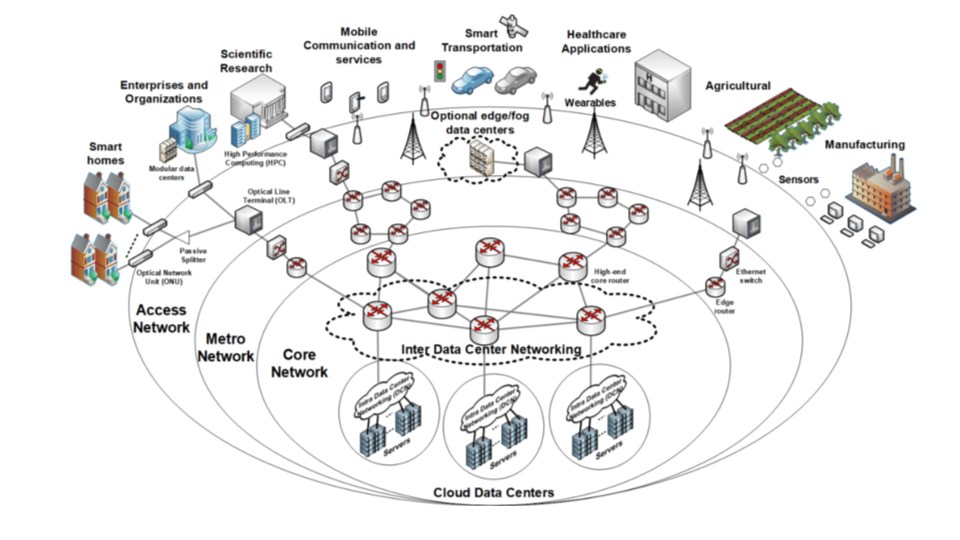 Mobile
Communication and
services
Smart
Transportation
Healthcare
Applications
Scientific
Research
Enterprises and
Organizations
H
Agricultural
Wearables
Optional edge/fog
data centers
Smart
homes
Modular data
centers
High Performance
Computing (HPC)
Manufacturing
Sensors
Optical Line
Terminal (OLT)
Passive
Splitter
Optical Network
Unit (ONU)
High-end
core router
Ethernet
switch
Edge
router
Access
Network
Metro
Network
Core
Network
Inter Data Center Networking
Intra Data Center
Networking (DCN)
Servers
Intra Data Center
Networking (DCN)
Servers
Intra Data Center
Networking (DCN)
Servers
Cloud Data Centers